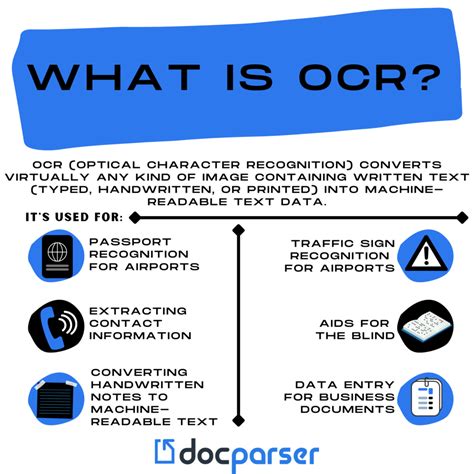 WHAT IS OCR?
OCR (OPTICAL CHARACTER RECOGNITION) CONVERTS
VIRTUALLY ANY KIND OF IMAGE CONTAINING WRITTEN TEXT
(TYPED, HANDWRITTEN, OR PRINTED) INTO MACHINE-
READABLE TEXT DATA.
IT'S USED FOR:
PASSPORT
RECOGNITION
FOR AIRPORTS
EXTRACTING
CONTACT
INFORMATION
CONVERTING
HANDWRITTEN
NOTES TO
MACHINE-
READABLE TEXT
TRAFFIC SIGN
RECOGNITION
FOR AIRPORTS
AIDS FOR
THE BLIND
DATA ENTRY
FOR BUSINESS
DOCUMENTS
docparser